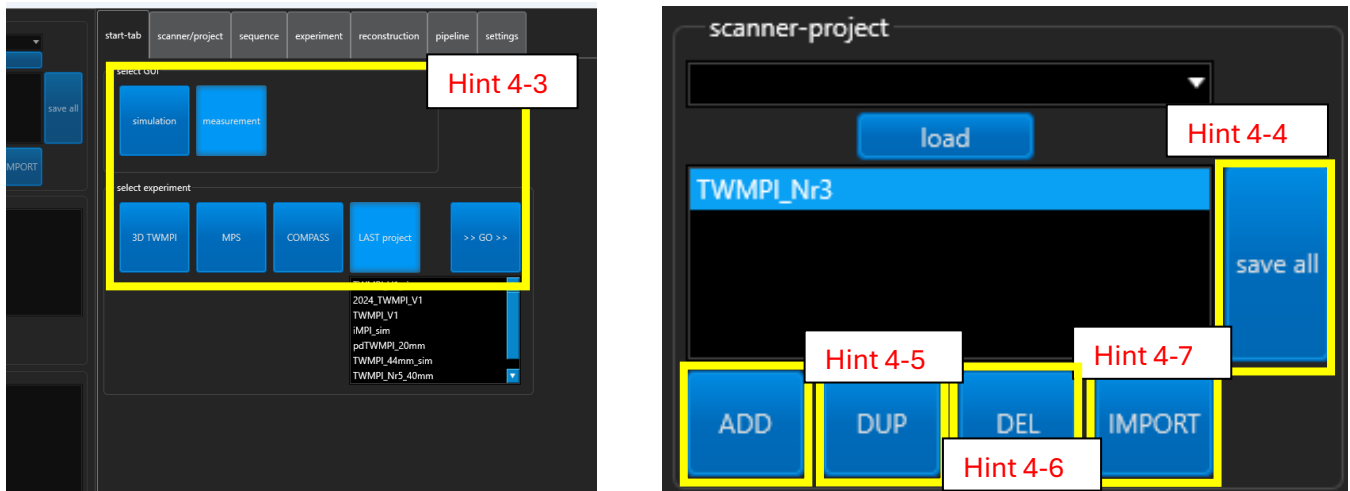 start-tab scanner/project sequence experiment reconstruction pipeline settings
select GUI
Hint 4-3
save all
simulation measurement
IMPORT
select experiment
3D TWMPI MPS COMPASS LAST project >> GO >>
2024_TWMPI_V1
TWMPI_V1
iMPI_sim
pdTWMPI_20mm
TWMPI_44mm_sim
TWMPI_Nr5_40mm
scanner-project
load
Hint 4-4
TWMPI_Nr3
save all
Hint 4-5
Hint 4-7
ADD DUP DEL IMPORT
Hint 4-6